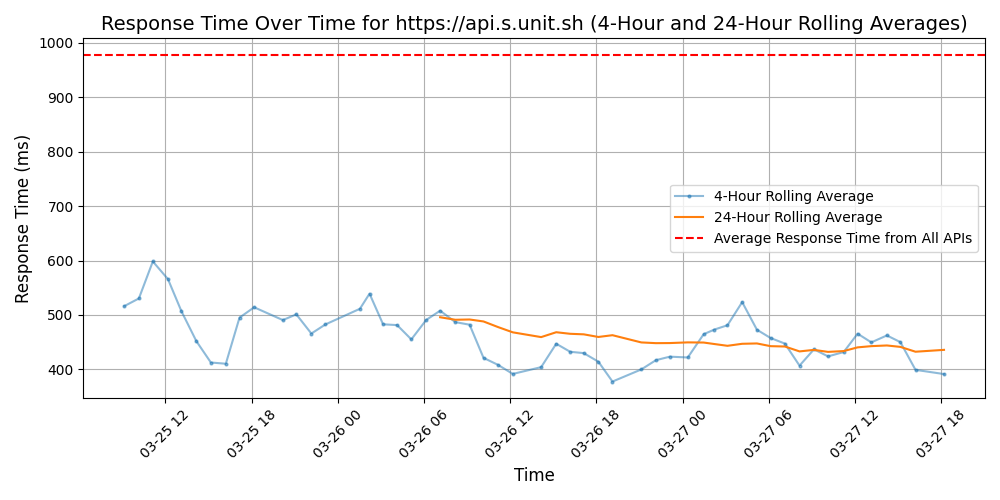 Response Time Over Time for https://api.s.unit.sh (4-Hour and 24-Hour Rolling Averages)
Response Time (ms)
1000
900
800
700
600
500
400
4-Hour Rolling Average
24-Hour Rolling Average
Average Response Time from All APIs
03-25 12
03-25 18
03-26 00
03-26 06
03-26 12
03-26 18
03-27 00
03-27 06
03-27 12
03-27 18
Time